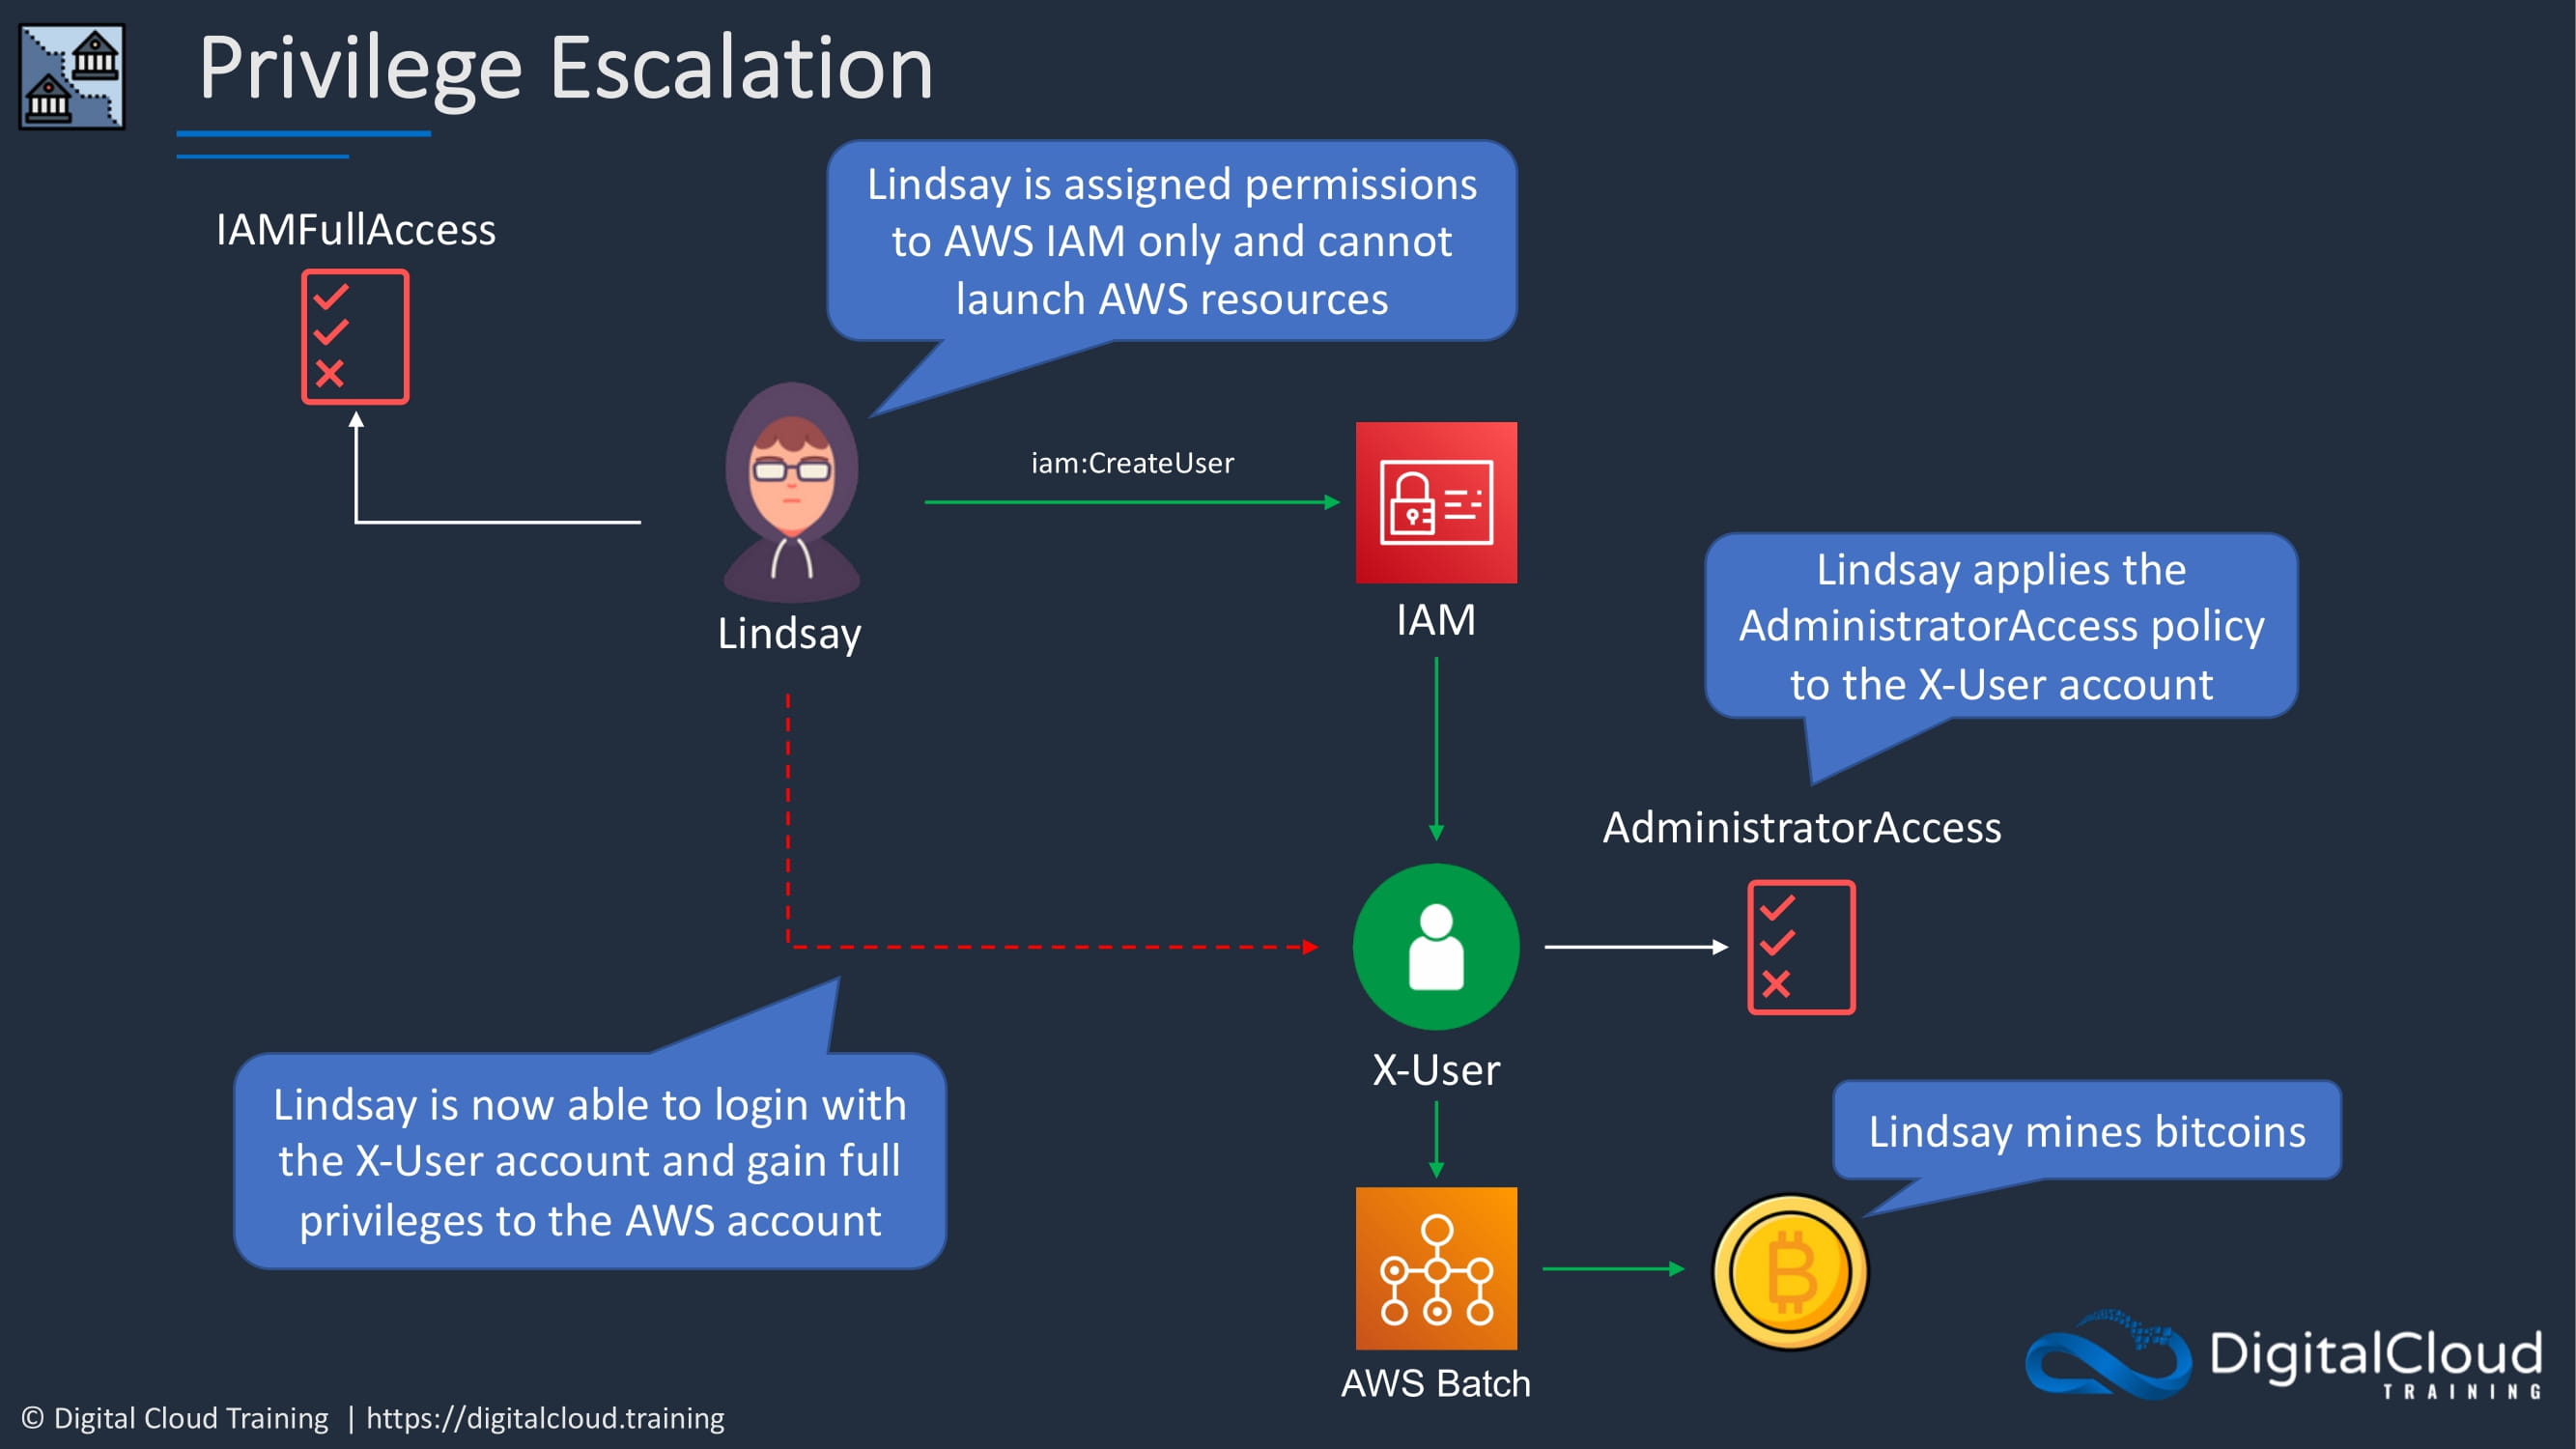 Privilege Escalation
Lindsay is assigned permissions
to AWS IAM only and cannot
launch AWS resources
IAMFullAccess
iam:CreateUser
Lindsay
IAM
Lindsay applies the
AdministratorAccess policy
to the X-User account
AdministratorAccess
X-User
Lindsay is now able to login with
the X-User account and gain full
privileges to the AWS account
Lindsay mines bitcoins
AWS Batch
DigitalCloud
TRAINING
© Digital Cloud Training | https://digitalcloud.training